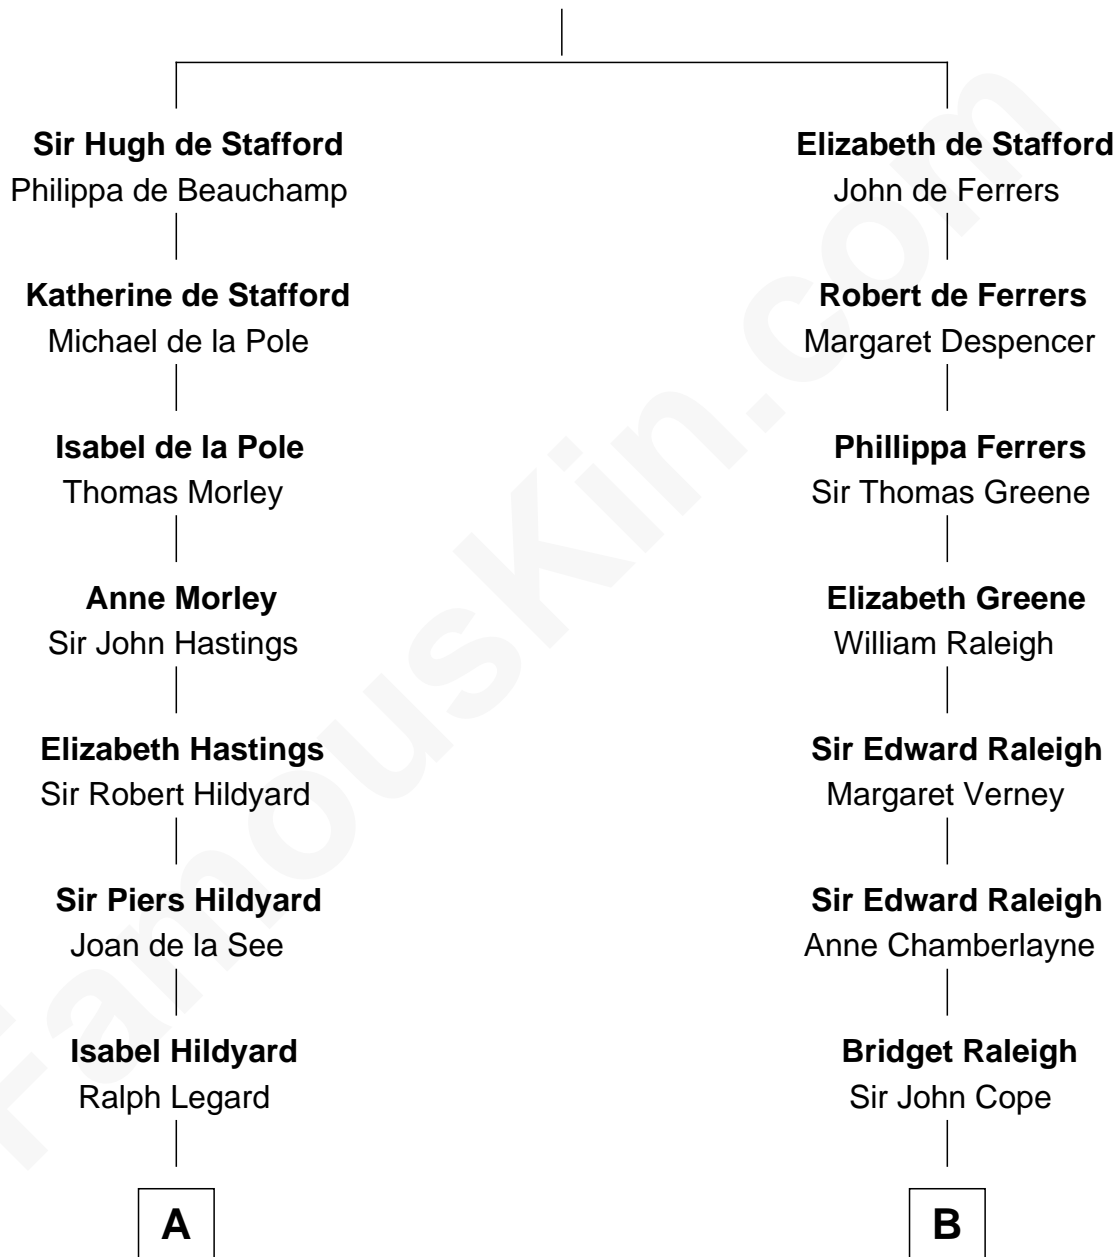 Sir Hugh de Stafford
Philippa de Beauchamp
Katherine de Stafford
Michael de la Pole
Isabel de la Pole
Thomas Morley
Anne Morley
Sir John Hastings
Elizabeth Hastings
Sir Robert Hildyard
Sir Piers Hildyard
Joan de la See
Isabel Hildyard
Ralph Legard
A
Elizabeth de Stafford
John de Ferrers
Robert de Ferrers
Margaret Despencer
Phillippa Ferrers
Sir Thomas Greene
Elizabeth Greene
William Raleigh
Sir Edward Raleigh
Margaret Verney
Sir Edward Raleigh
Anne Chamberlayne
Bridget Raleigh
Sir John Cope
B
FamousKin.com